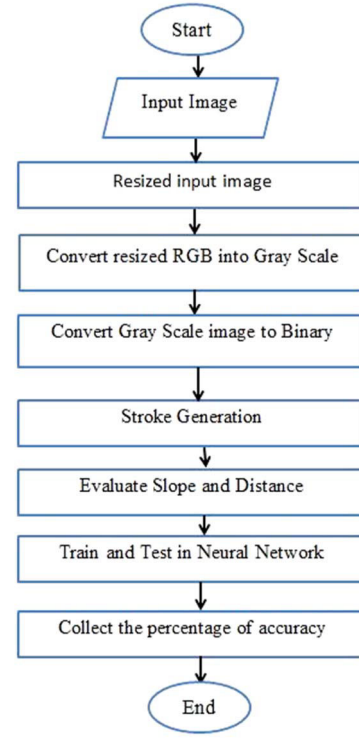 Start
Input Image
Resized input image
Convert resized RGB into Gray Scale
Convert Gray Scale image to Binary
Stroke Generation
Evaluate Slope and Distance
Train and Test in Neural Network
Collect the percentage of accuracy
End